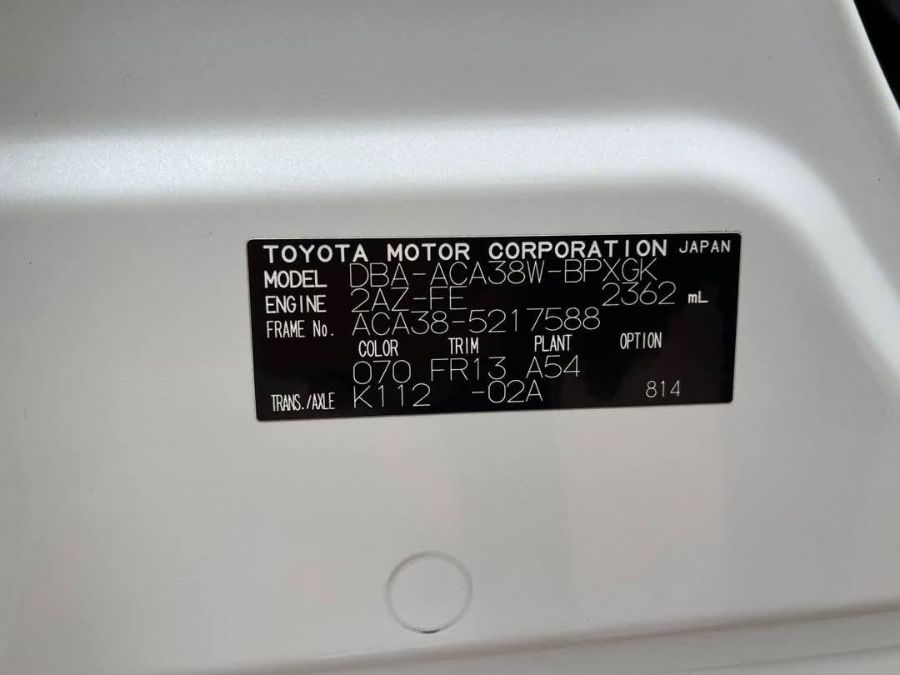 TOYOTA MOTOR CORPORATION JAPAN
MODEL DBA-ACA38W-BPXGK
ENGINE 2AZ-FE 2362 mL
FRAME No. ACA38-5217588
COLOR TRIM PLANT OPTION
070 FR13 A54
TRANS./AXLE K112 -02A 814